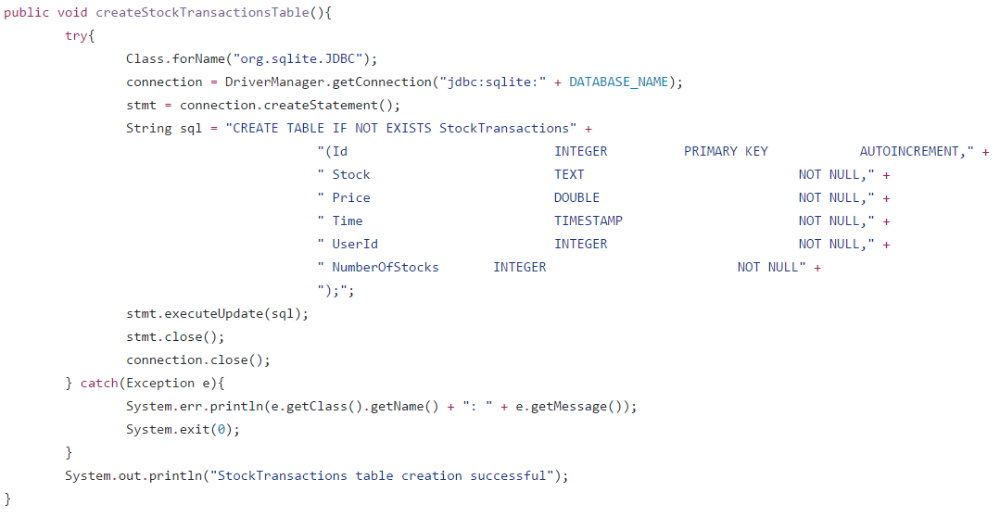 public void createStockTransactionsTable(){
try{
Class.forName("org.sqlite.JDBC");
connection = DriverManager.getConnection("jdbc:sqlite:" + DATABASE_NAME);
stmt = connection.createStatement();
String sql = "CREATE TABLE IF NOT EXISTS StockTransactions" +
"(Id INTEGER PRIMARY KEY AUTOINCREMENT," +
" Stock TEXT NOT NULL," +
" Price DOUBLE NOT NULL," +
" Time TIMESTAMP NOT NULL," +
" UserId INTEGER NOT NULL," +
" NumberOfStocks INTEGER NOT NULL" +
");";
stmt.executeUpdate(sql);
stmt.close();
connection.close();
} catch(Exception e){
System.err.println(e.getClass().getName() + ": " + e.getMessage());
System.exit(0);
}
System.out.println("StockTransactions table creation successful");
}